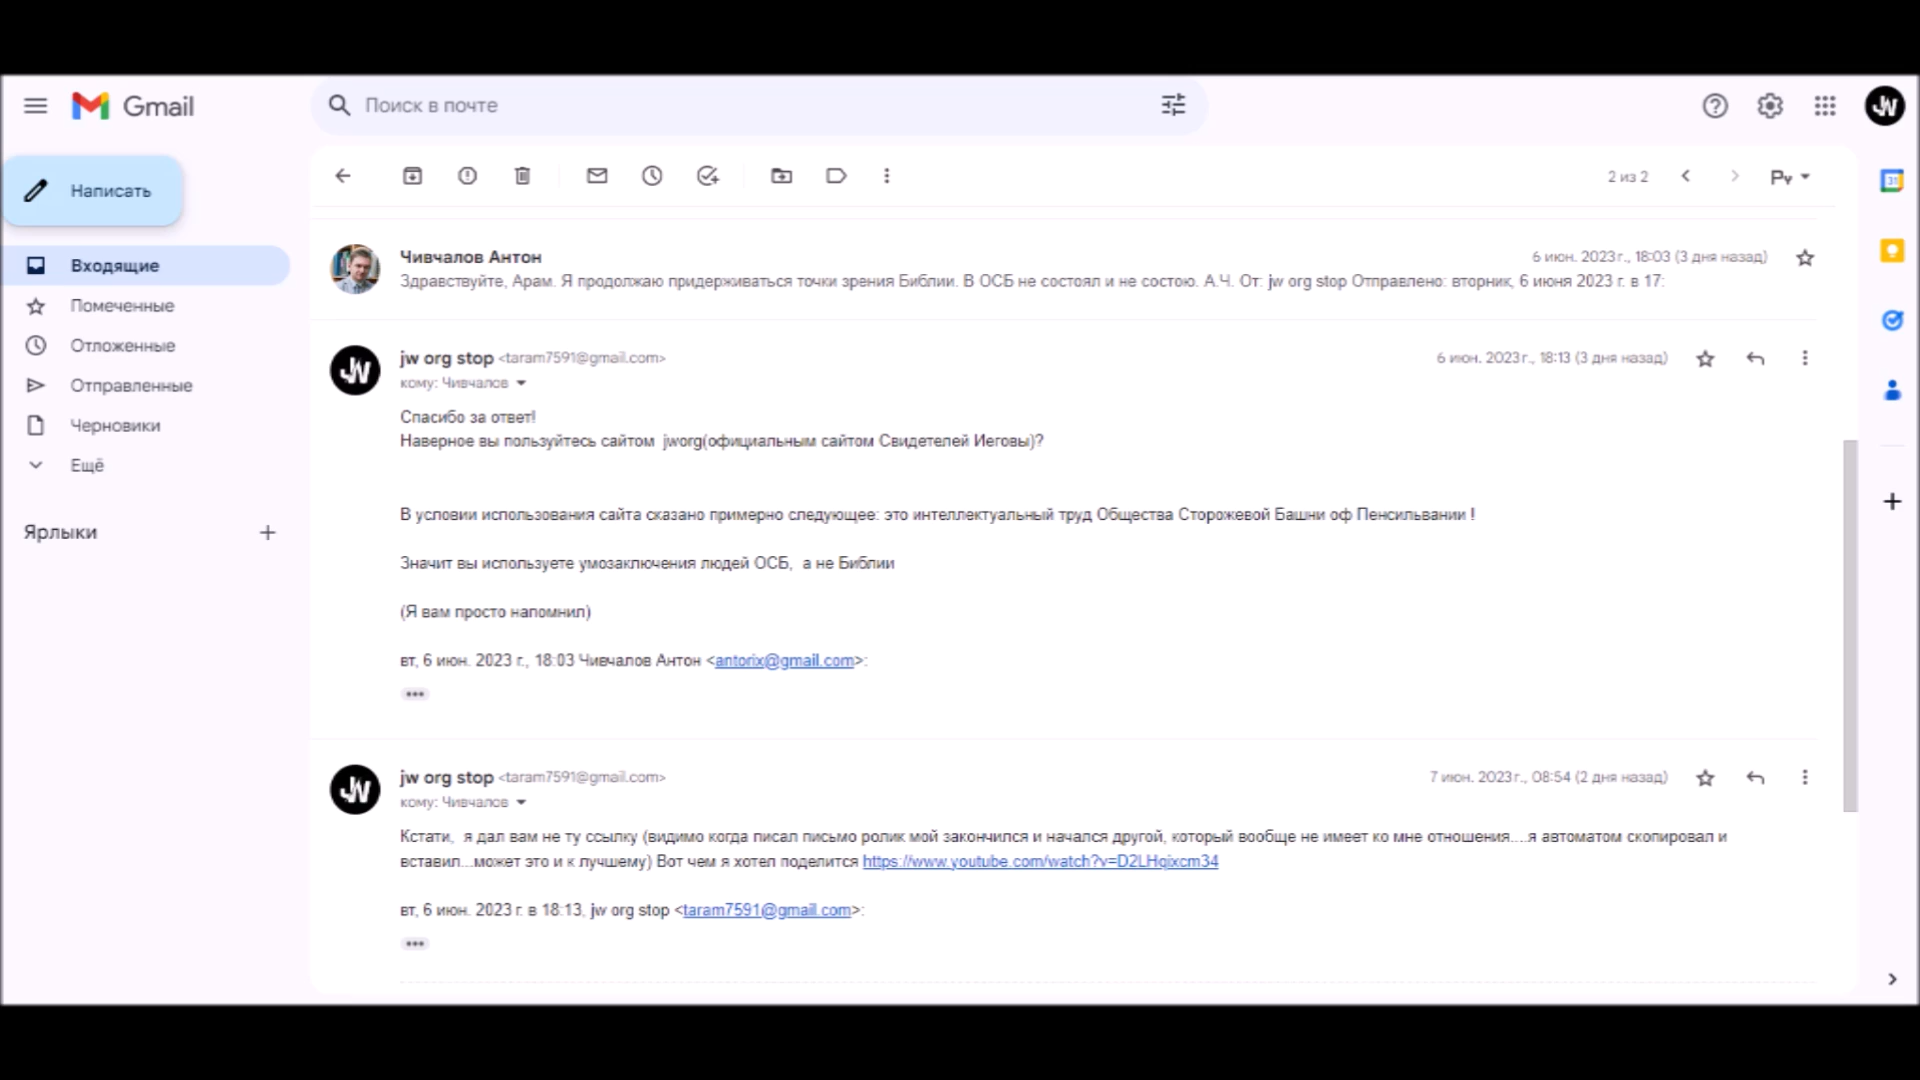 Gmail
Поиск в почте
Написать
2 из 2
Ру
Входящие
Помеченные
Отложенные
Отправленные
Черновики
Ещё
Ярлыки
Чивчалов Антон
6 июн. 2023 г., 18:03 (3 дня назад)
Здравствуйте, Арам. Я продолжаю придерживаться точки зрения Библии. В ОСБ не состоял и не состою. А.Ч. От: jw org stop Отправлено: вторник, 6 июня 2023 г. в 17:
jw org stop <taram7591@gmail.com>
6 июн. 2023 г., 18:13 (3 дня назад)
кому: Чивчалов
Спасибо за ответ!
Наверное вы пользуйтесь сайтом jworg(официальным сайтом Свидетелей Иеговы)?
В условии использования сайта сказано примерно следующее: это интеллектуальный труд Общества Сторожевой Башни оф Пенсильвании !
Значит вы используете умозаключения людей ОСБ, а не Библии
(Я вам просто напомнил)
вт, 6 июн. 2023 г., 18:03 Чивчалов Антон <antorix@gmail.com>:
jw org stop <taram7591@gmail.com>
7 июн. 2023 г., 08:54 (2 дня назад)
кому: Чивчалов
Кстати, я дал вам не ту ссылку (видимо когда писал письмо ролик мой закончился и начался другой, который вообще не имеет ко мне отношения....я автоматом скопировал и
вставил...может это и к лучшему) Вот чем я хотел поделится https://www.youtube.com/watch?v=D2LHqixcm34
вт, 6 июн. 2023 г. в 18:13, jw org stop <taram7591@gmail.com>:
JW
JW
JW
31